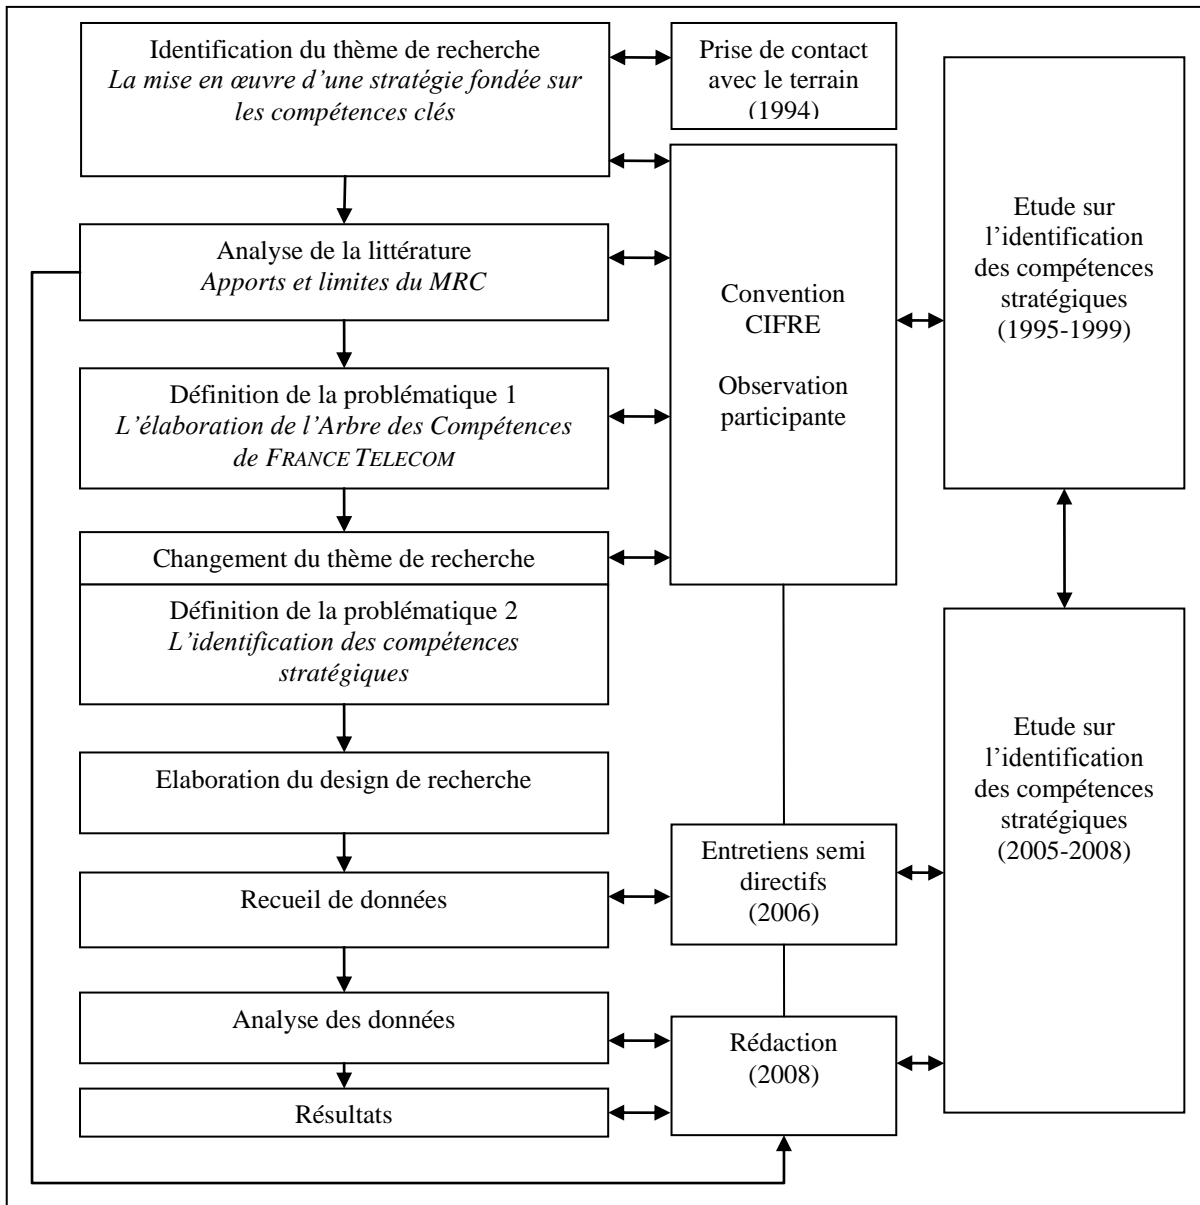 Identification du thème de recherche
La mise en œuvre d’une stratégie fondée sur
les compétences clés
Prise de contact
avec le terrain
(1994)
Analyse de la littérature
Apports et limites du MRC
Définition de la problématique 1
L’élaboration de l’Arbre des Compétences
de FRANCE TELECOM
Changement du thème de recherche
Définition de la problématique 2
L’identification des compétences
stratégiques
Elaboration du design de recherche
Recueil de données
Analyse des données
Résultats
Convention
CIFRE
Observation
participante
Entretiens semi
directifs
(2006)
Rédaction
(2008)
Etude sur
l’identification
des compétences
stratégiques
(1995-1999)
Etude sur
l’identification
des compétences
stratégiques
(2005-2008)